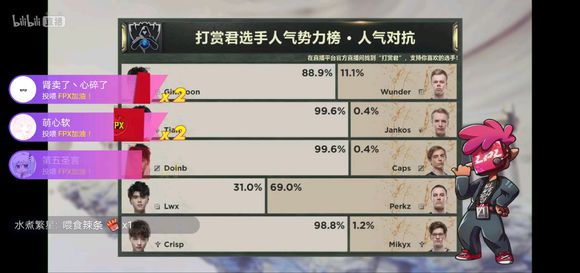 bilibili 直播
打赏君选手人气势力榜·人气对抗
在直播平台官方直播间找到“打赏君”,支持你喜欢的选手!
88.9% 11.1%
Wunder
肾卖了丶心碎了
投喂 FPX加油!
x2
99.6% 0.4%
Jankos
萌心软
投喂 FPX加油!
x2
99.6% 0.4%
Doinb Caps
第五圣言
投喂 FPX加油!
31.0% 69.0%
Lwx Perkz
水煮繁星: 喂食辣条 x1
98.8% 1.2%
Crisp Mikyx
LPL